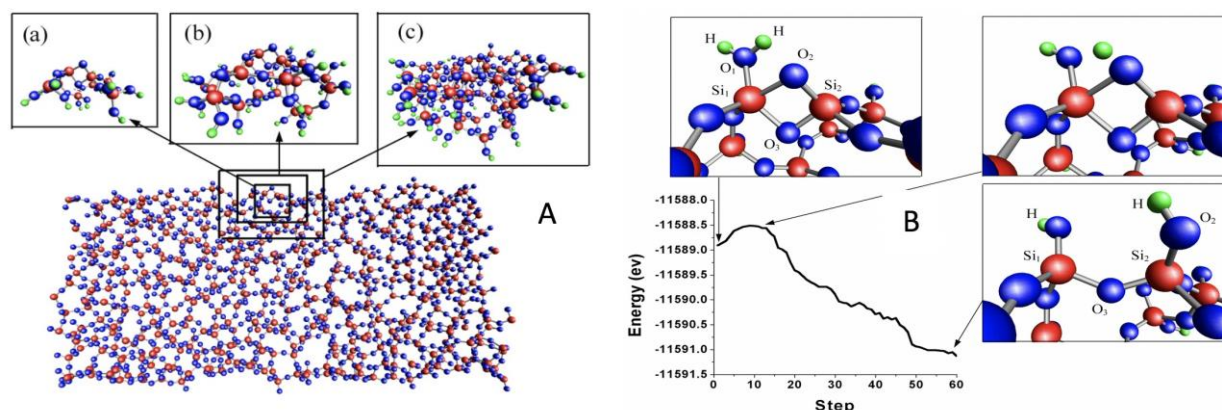 (a)
(b)
(c)
A
H
H
O₁
O₂
Si₁
Si₂
O₃
B
-11588.0
-11588.5
-11589.0
-11589.5
-11590.0
-11590.5
-11591.0
-11591.5
Energy (ev)
0 10 20 30 40 50 60
Step
H
O₂
Si₁
Si₂
O₃